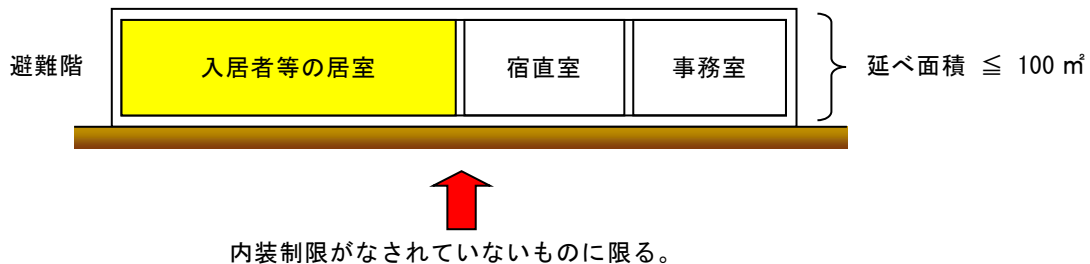 避難階 入居者等の居室 宿直室 事務室 延べ面積 ≦ 100 ㎡
内装制限がなされていないものに限る。